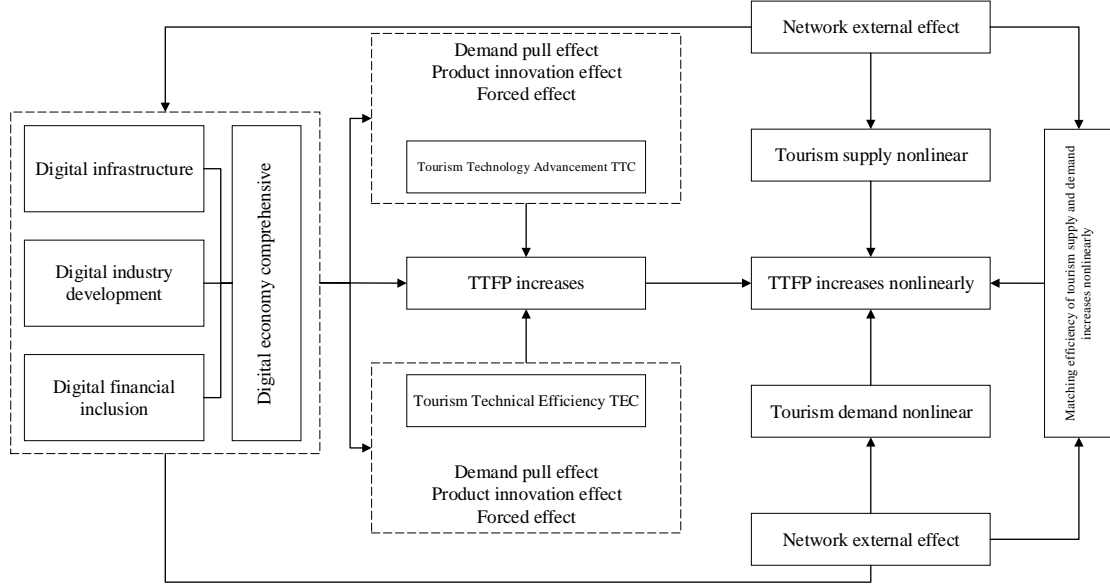 Network external effect
Demand pull effect
Product innovation effect
Forced effect
Tourism Technology Advancement TTC
Digital infrastructure
Digital industry
development
Digital financial
inclusion
Digital economy comprehensive
TTFP increases
Tourism Technical Efficiency TEC
Demand pull effect
Product innovation effect
Forced effect
Tourism supply nonlinear
TTFP increases nonlinearly
Tourism demand nonlinear
Network external effect
Matching efficiency of tourism supply and demand
increases nonlinearly